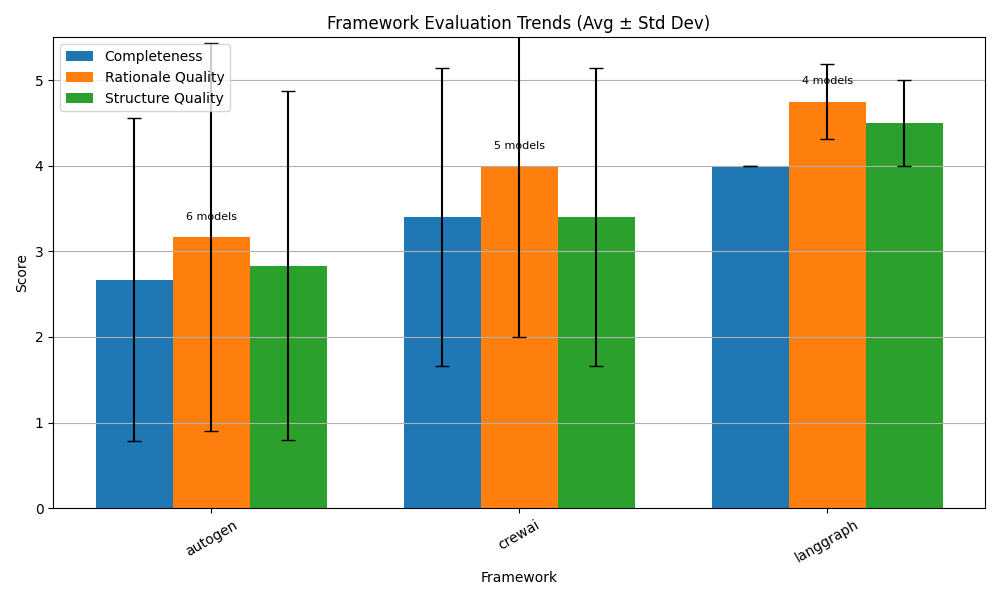 Framework Evaluation Trends (Avg ± Std Dev)
Completeness
Rationale Quality
Structure Quality
Score
5
4
3
2
1
0
6 models
5 models
4 models
autogen
crewai
langgraph
Framework